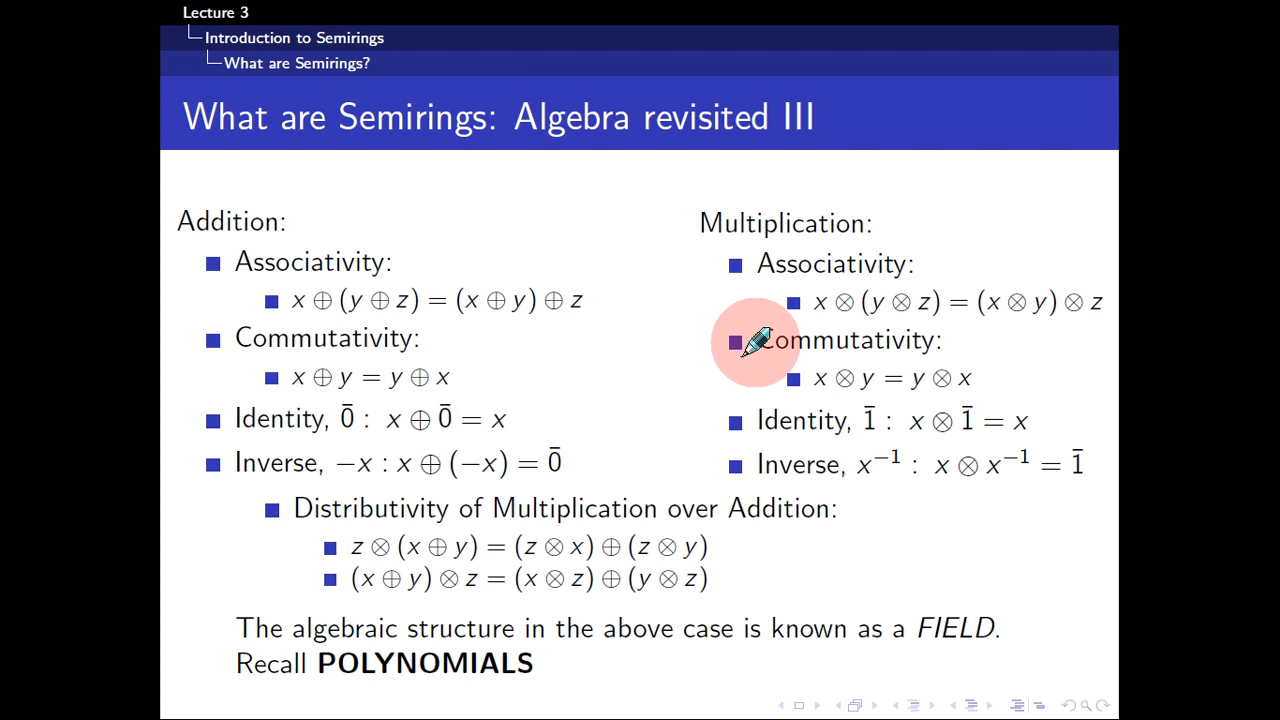 Lecture 3
Introduction to Semirings
What are Semirings?
What are Semirings: Algebra revisited III
Addition:
Associativity:
x ⊕ (y ⊕ z) = (x ⊕ y) ⊕ z
Commutativity:
x ⊕ y = y ⊕ x
Identity, 0̄ : x ⊕ 0̄ = x
Inverse, −x : x ⊕ (−x) = 0̄
Multiplication:
Associativity:
x ⊗ (y ⊗ z) = (x ⊗ y) ⊗ z
Commutativity:
x ⊗ y = y ⊗ x
Identity, 1̄ : x ⊗ 1̄ = x
Inverse, x⁻¹ : x ⊗ x⁻¹ = 1̄
Distributivity of Multiplication over Addition:
z ⊗ (x ⊕ y) = (z ⊗ x) ⊕ (z ⊗ y)
(x ⊕ y) ⊗ z = (x ⊗ z) ⊕ (y ⊗ z)
The algebraic structure in the above case is known as a FIELD.
Recall POLYNOMIALS